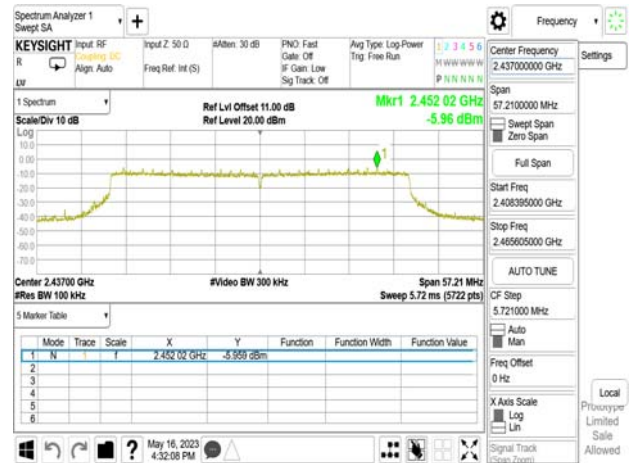 Spectrum Analyzer 1
Swept SA
Frequency
KEYSIGHT
R
Input: RF
Coupling: DC
Align: Auto
Input Z: 50 Ω
Freq Ref: Int (S)
#Atten: 30 dB
PNO: Fast
Gate: Off
IF Gain: Low
Sig Track: Off
Avg Type: Log-Power
Trig: Free Run
1 2 3 4 5 6
M W W W W W
P N N N N N
1 Spectrum
Scale/Div 10 dB
Ref Lvl Offset 11.00 dB
Ref Level 20.00 dBm
Mkr1 2.452 02 GHz
-5.96 dBm
Log
10.0
0.00
-10.0
-20.0
-30.0
-40.0
-50.0
-60.0
-70.0
1
Center 2.43700 GHz
#Res BW 100 kHz
#Video BW 300 kHz
Span 57.21 MHz
Sweep 5.72 ms (5722 pts)
5 Marker Table
Mode Trace Scale X Y Function Function Width Function Value
1 N 1 f 2.452 02 GHz -5.959 dBm
2
3
4
5
6
May 16, 2023
4:32:08 PM
Center Frequency
2.437000000 GHz
Settings
Span
57.2100000 MHz
Swept Span
Zero Span
Full Span
Start Freq
2.408395000 GHz
Stop Freq
2.465605000 GHz
AUTO TUNE
CF Step
5.721000 MHz
Auto
Man
Freq Offset
0 Hz
X Axis Scale
Log
Lin
Signal Track
(Span Zoom)
Local
Prototype
Limited
Sale
Allowed